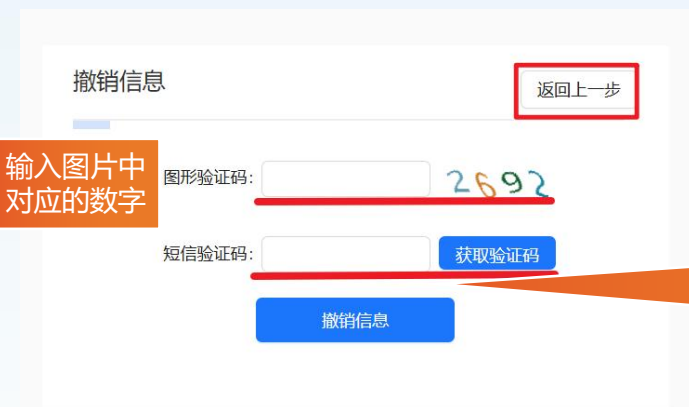 撤销信息
返回上一步
输入图片中
对应的数字
图形验证码:
2692
短信验证码:
获取验证码
撤销信息